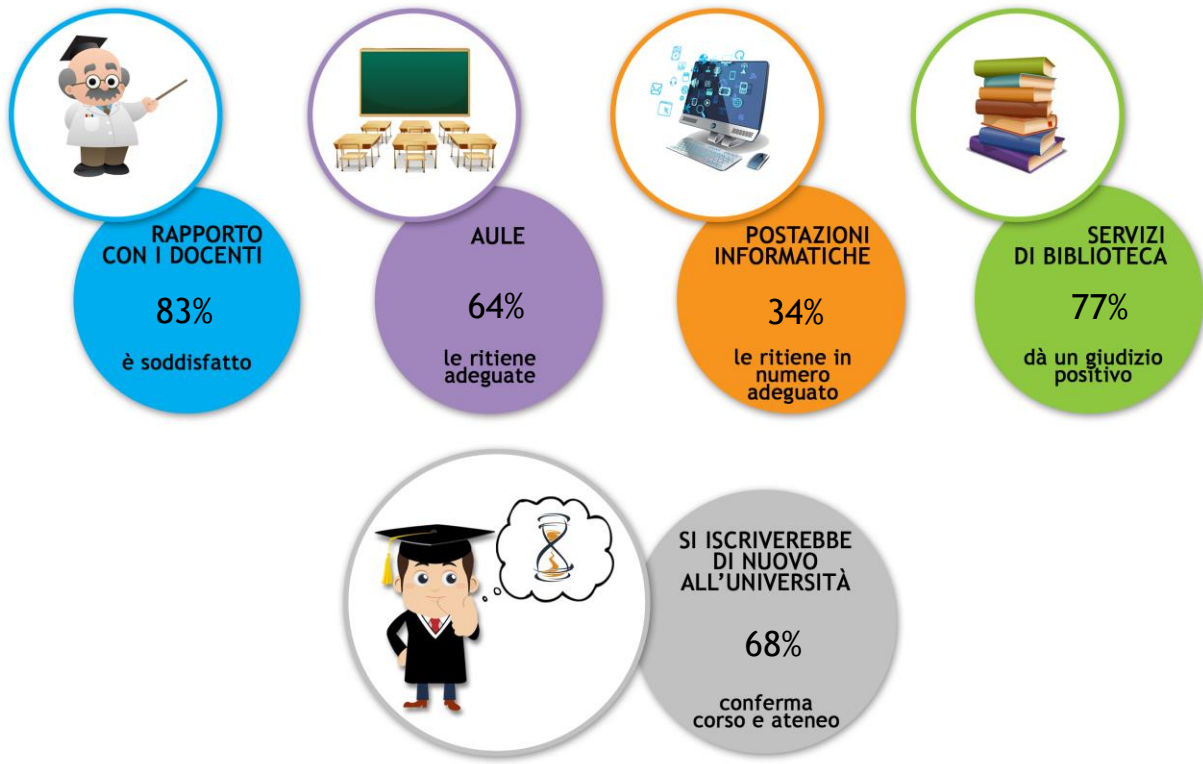 RAPPORTO
CON I DOCENTI
83%
è soddisfatto
AULE
64%
le ritiene
adeguate
POSTAZIONI
INFORMATICHE
34%
le ritiene in
numero
adeguato
SERVIZI
DI BIBLIOTECA
77%
dà un giudizio
positivo
SI ISCRIVEREBBE
DI NUOVO
ALL'UNIVERSITÀ
68%
conferma
corso e ateneo